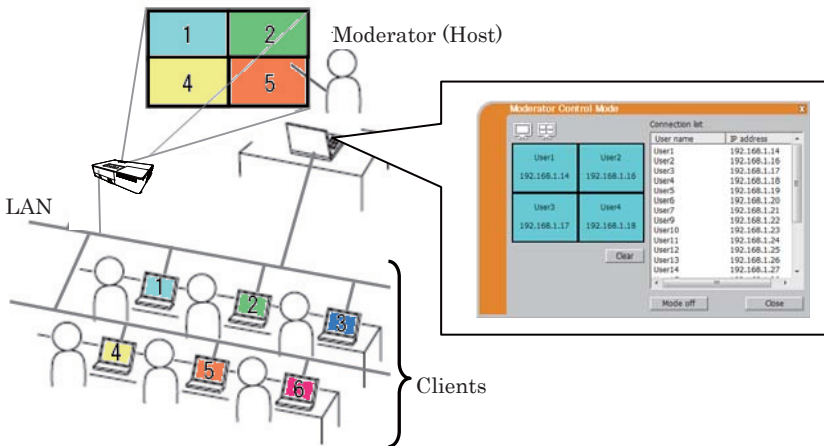 1 2
4 5
Moderator (Host)
LAN
1
2
3
4
5
6
Clients
Moderator Control Mode x
Connection list
User1 User2
192.168.1.14 192.168.1.16
User3 User4
192.168.1.17 192.168.1.18
Clear
User name IP address
User1 192.168.1.14
User2 192.168.1.16
User3 192.168.1.17
User4 192.168.1.18
User5 192.168.1.19
User6 192.168.1.20
User7 192.168.1.21
User9 192.168.1.22
User10 192.168.1.23
User11 192.168.1.24
User12 192.168.1.25
User13 192.168.1.26
User14 192.168.1.27
Mode off Close